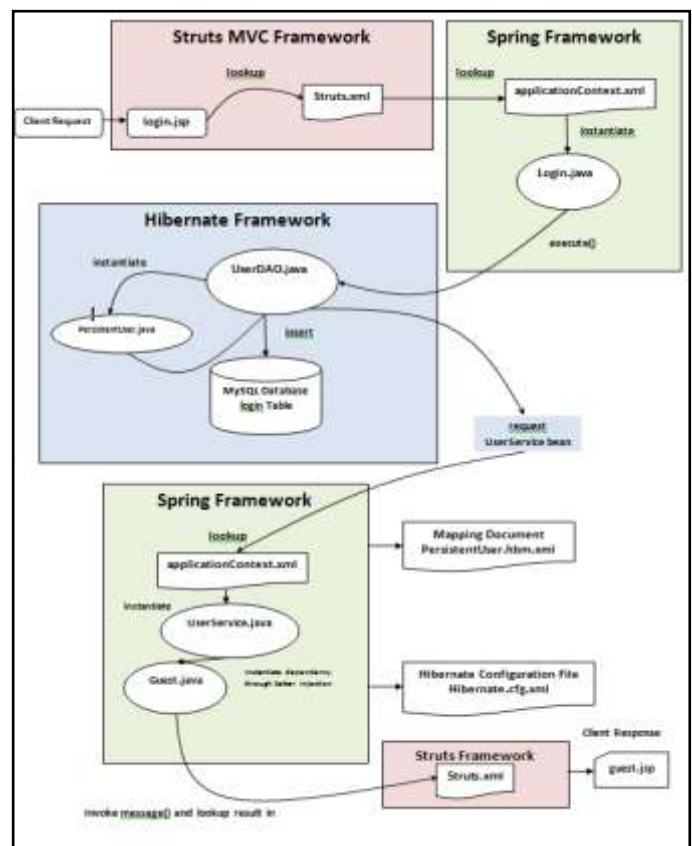 Struts MVC Framework
lookup
Client Request
login.jsp
Struts.xml
Spring Framework
lookup
applicationContext.xml
instantiate
Login.java
execute()
Hibernate Framework
instantiate
UserDAO.java
PersistentUser.java
insert
MySQL Database
login Table
request
UserService bean
Spring Framework
lookup
applicationContext.xml
instantiate
UserService.java
Guest.java
instantiate dependency
through Setter Injection
Mapping Document
PersistentUser.hbm.xml
Hibernate Configuration File
Hibernate.cfg.xml
Client Response
Struts Framework
Struts.xml
guest.jsp
invoke message() and lookup result in